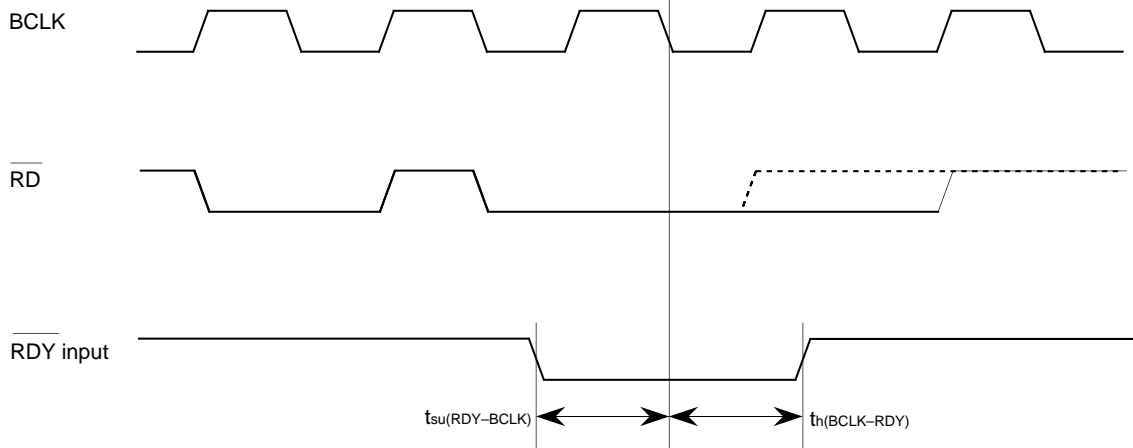 BCLK
RD
RDY input
tsu(RDY–BCLK)
th(BCLK–RDY)